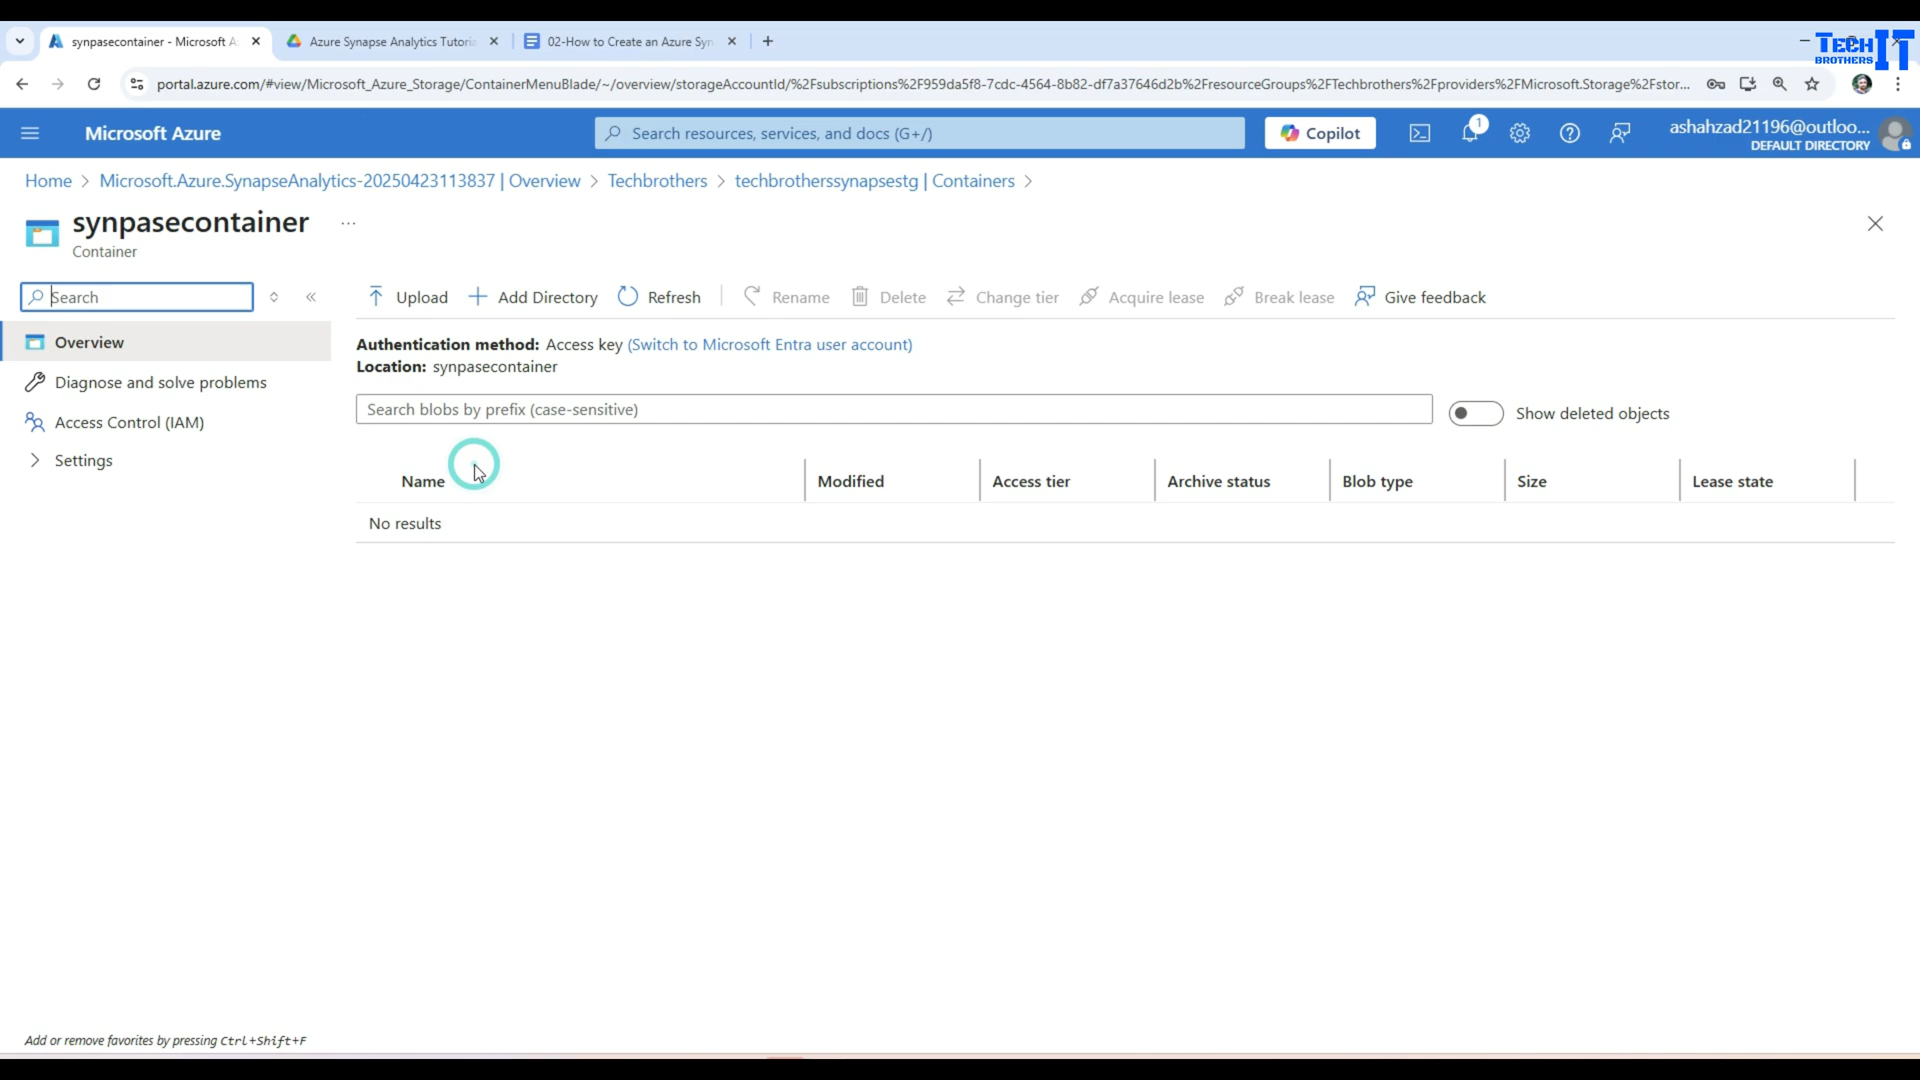 synpasecontainer - Microsoft A
Azure Synapse Analytics Tutori
02-How to Create an Azure Syn
TECH IT
BROTHERS
portal.azure.com/#view/Microsoft_Azure_Storage/ContainerMenuBlade/~/overview/storageAccountId/%2Fsubscriptions%2F959da5f8-7cdc-4564-8b82-df7a37646d2b%2FresourceGroups%2FTechbrothers%2Fproviders%2FMicrosoft.Storage%2Fstor...
Microsoft Azure
Search resources, services, and docs (G+/)
Copilot
1
ashahzad21196@outloo...
DEFAULT DIRECTORY
Home > Microsoft.Azure.SynapseAnalytics-20250423113837 | Overview > Techbrothers > techbrotherssynapsestg | Containers >
synpasecontainer ...
Container
Search
Upload Add Directory Refresh Rename Delete Change tier Acquire lease Break lease Give feedback
Overview
Diagnose and solve problems
Access Control (IAM)
Settings
Authentication method: Access key (Switch to Microsoft Entra user account)
Location: synpasecontainer
Search blobs by prefix (case-sensitive)
Show deleted objects
Name Modified Access tier Archive status Blob type Size Lease state
No results
Add or remove favorites by pressing Ctrl+Shift+F